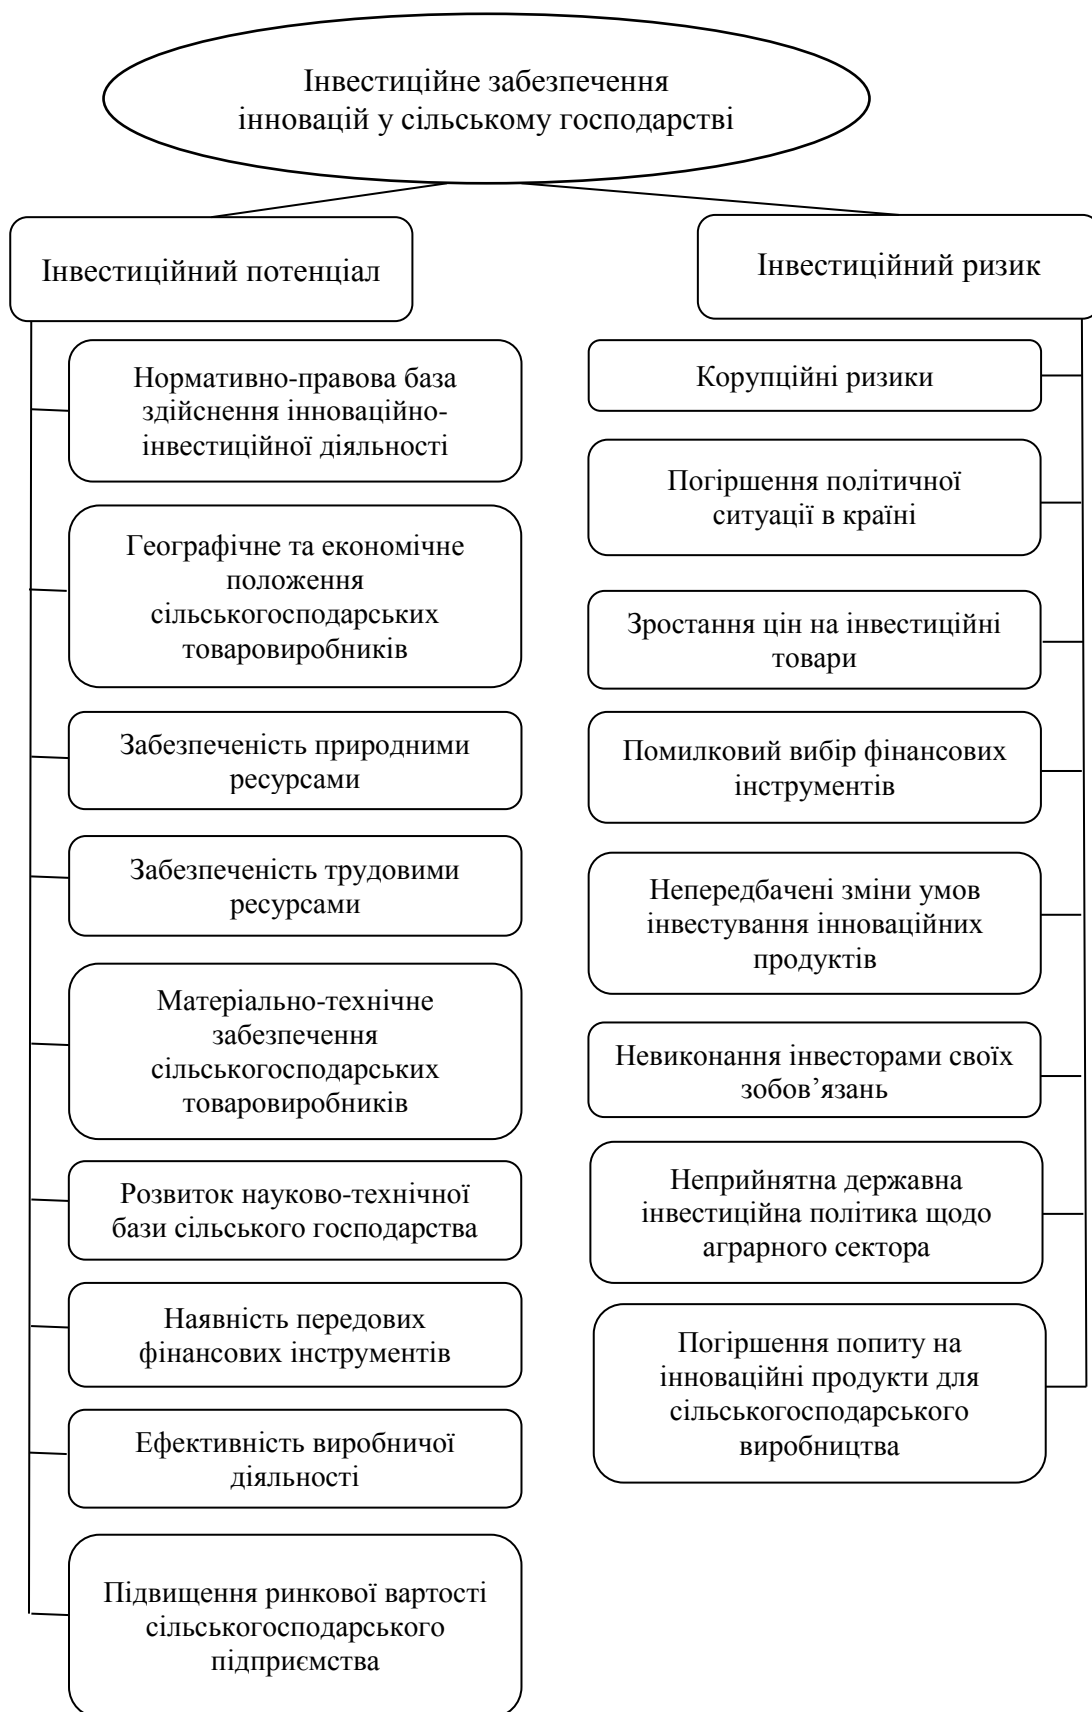 Інвестиційне забезпечення
інновацій у сільському господарстві
Інвестиційний потенціал
Нормативно-правова база
здійснення інноваційно-
інвестиційної діяльності
Географічне та економічне
положення
сільськогосподарських
товаровиробників
Забезпеченість природними
ресурсами
Забезпеченість трудовими
ресурсами
Матеріально-технічне
забезпечення
сільськогосподарських
товаровиробників
Розвиток науково-технічної
бази сільського господарства
Наявність передових
фінансових інструментів
Ефективність виробничої
діяльності
Підвищення ринкової вартості
сільськогосподарського
підприємства
Інвестиційний ризик
Корупційні ризики
Погіршення політичної
ситуації в країні
Зростання цін на інвестиційні
товари
Помилковий вибір фінансових
інструментів
Непередбачені зміни умов
інвестування інноваційних
продуктів
Невиконання інвесторами своїх
зобов’язань
Неприйнятна державна
інвестиційна політика щодо
аграрного сектора
Погіршення попиту на
інноваційні продукти для
сільськогосподарського
виробництва